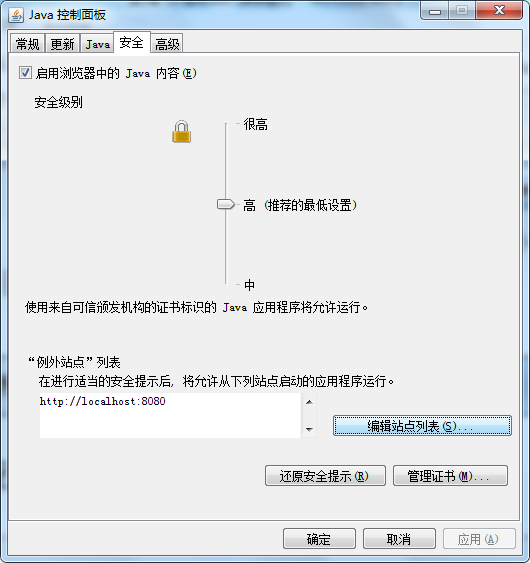 Java 控制面板
常规 更新 Java 安全 高级
启用浏览器中的 Java 内容(E)
安全级别
很高
高 (推荐的最低设置)
中
使用来自可信颁发机构的证书标识的 Java 应用程序将允许运行。
“例外站点”列表
在进行适当的安全提示后, 将允许从下列站点启动的应用程序运行。
http://localhost:8080
编辑站点列表(S)...
还原安全提示(R) 管理证书(M)...
确定 取消 应用(A)